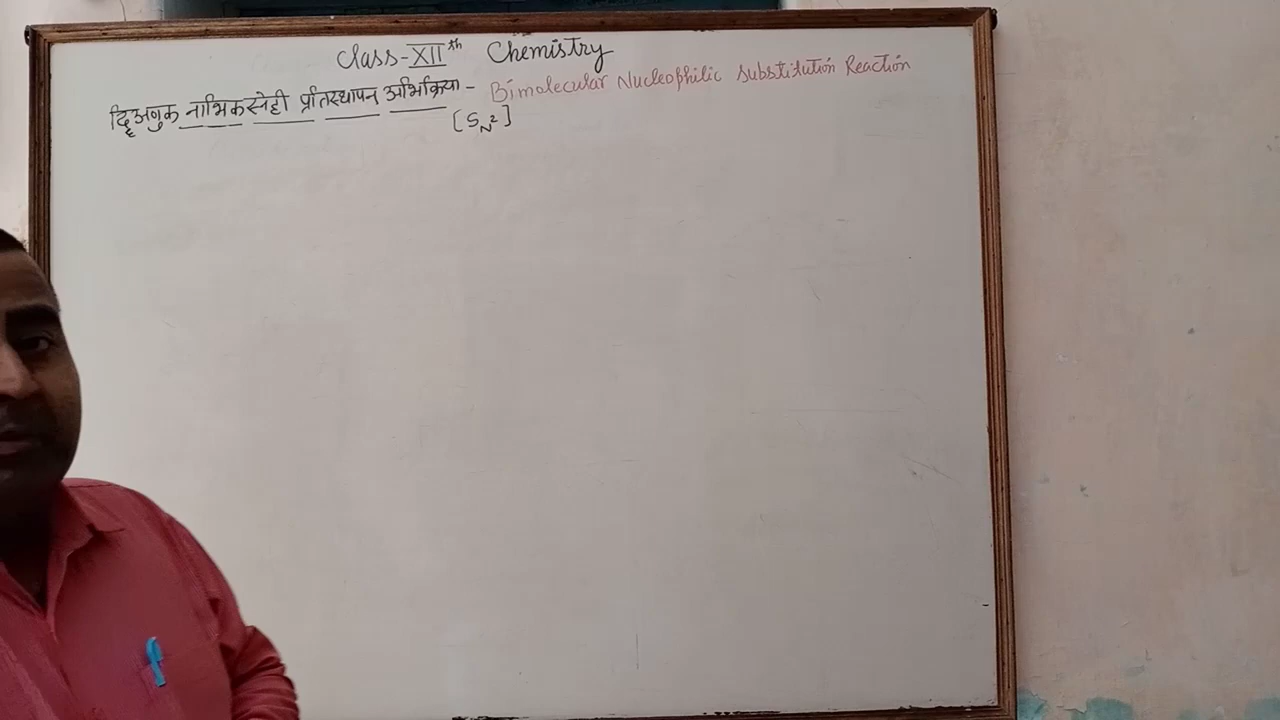 Class-XIIth Chemistry
द्विअणुक नाभिकस्नेही प्रतिस्थापन अभिक्रिया - Bimolecular Nucleophilic Substitution Reaction
[SN2]